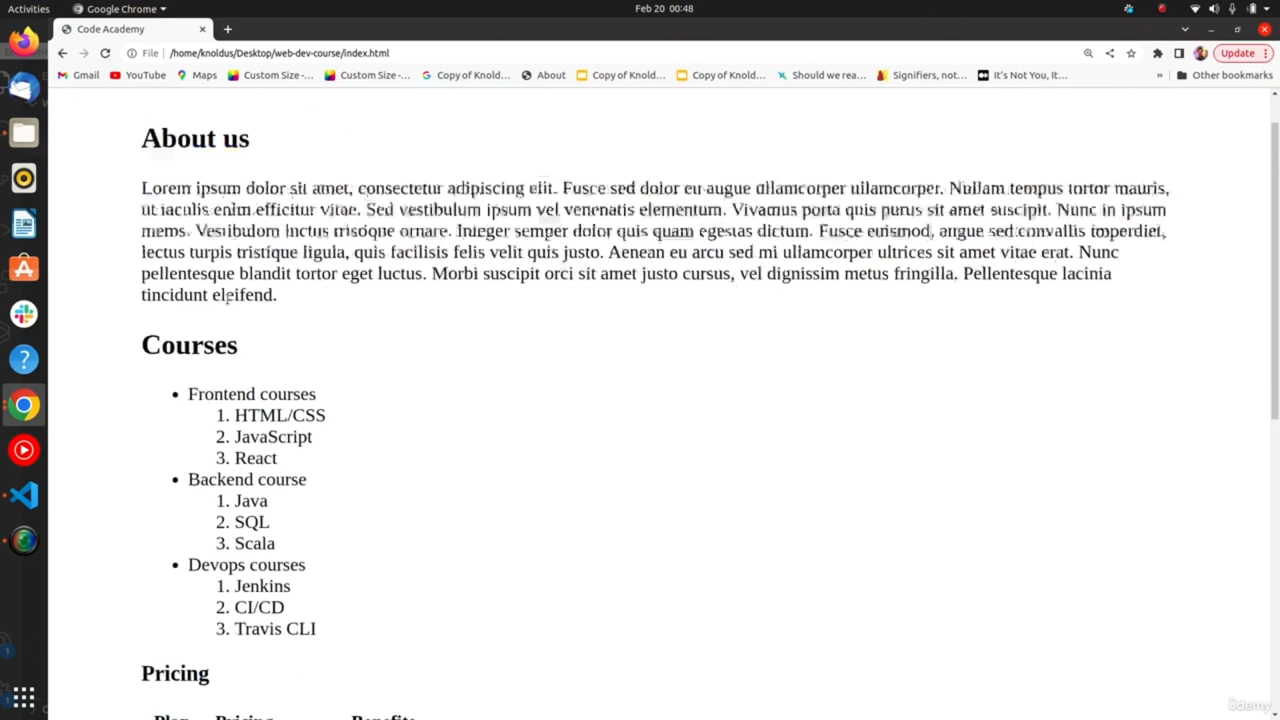 Activities
Google Chrome
Feb 20 00:48
Code Academy
File
/home/knoldus/Desktop/web-dev-course/index.html
Update
Gmail
YouTube
Maps
Custom Size -...
Custom Size -...
Copy of Knol...
About
Copy of Knol...
Copy of Knol...
Should we rea...
Signifiers, not...
It's Not You, It...
»
Other bookmarks
About us
Lorem ipsum dolor sit amet, consectetur adipiscing elit. Fusce sed dolor eu augue ullamcorper ullamcorper. Nullam tempus tortor mauris,
ut iaculis enim efficitur vitae. Sed vestibulum ipsum vel venenatis elementum. Vivamus porta quis purus sit amet suscipit. Nunc in ipsum
Vestibulum ornare. Integer semper dolor quis quam egestas dictum. Fusce euismod, augue sed convallis imperdiet,
lectus turpis tristique ligula, quis facilisis felis velit quis justo. Aenean eu arcu sed mi ullamcorper ultrices sit amet vitae erat. Nunc
pellentesque blandit tortor eget luctus. Morbi suscipit orci sit amet justo cursus, vel dignissim metus fringilla. Pellentesque lacinia
tincidunt eleifend.
Courses
• Frontend courses
1. HTML/CSS
2. JavaScript
3. React
• Backend course
1. Java
2. SQL
3. Scala
• Devops courses
1. Jenkins
2. CI/CD
3. Travis CLI
Pricing
Plan Pricing Benefits
ûdemy